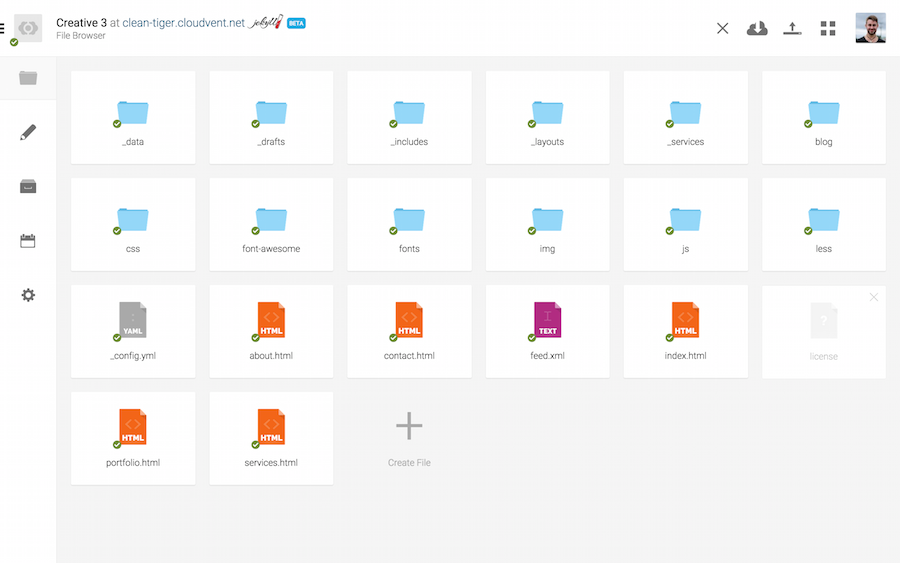 Creative 3 at clean-tiger.cloudvent.net jekyll BETA
File Browser
_data _drafts _includes _layouts _services blog
css font-awesome fonts img js less
YAML HTML HTML TEXT HTML ?
_config.yml about.html contact.html feed.xml index.html license
HTML HTML
portfolio.html services.html Create File